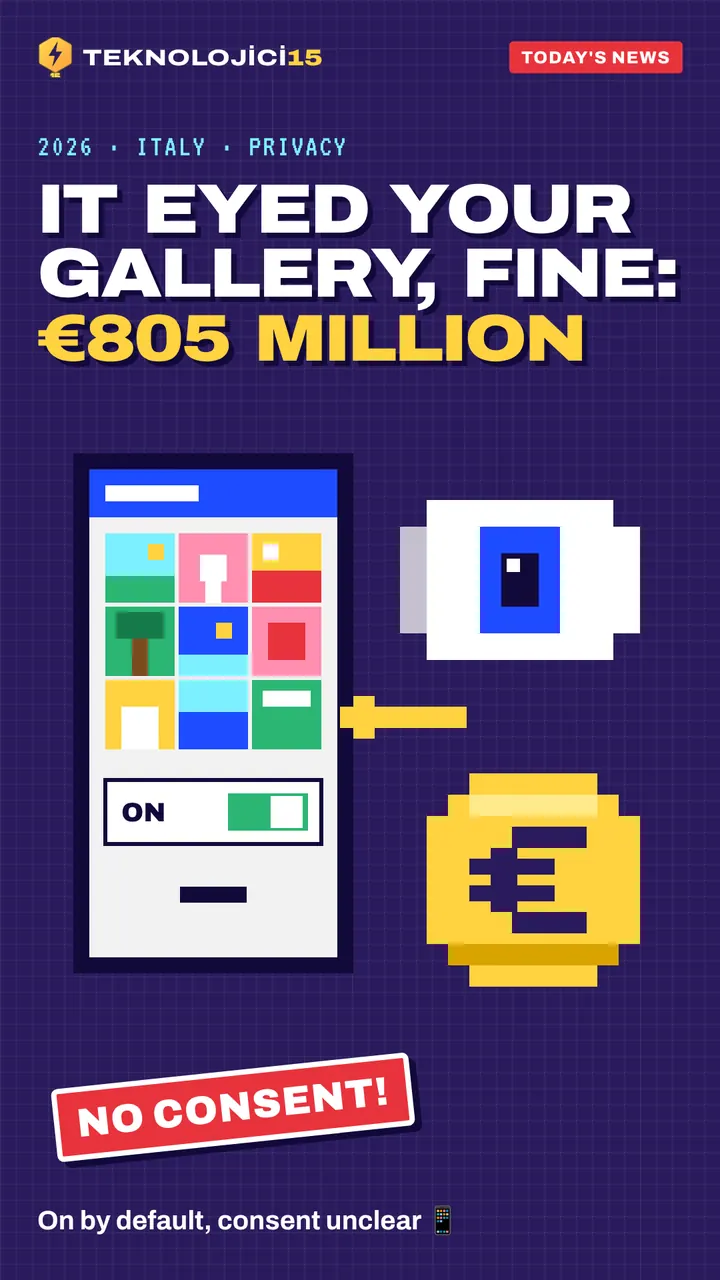 TEKNOLOJİCİ15
TODAY'S NEWS
2026 · ITALY · PRIVACY
IT EYED YOUR
GALLERY, FINE:
€805 MILLION
ON
€
NO CONSENT!
On by default, consent unclear 📱